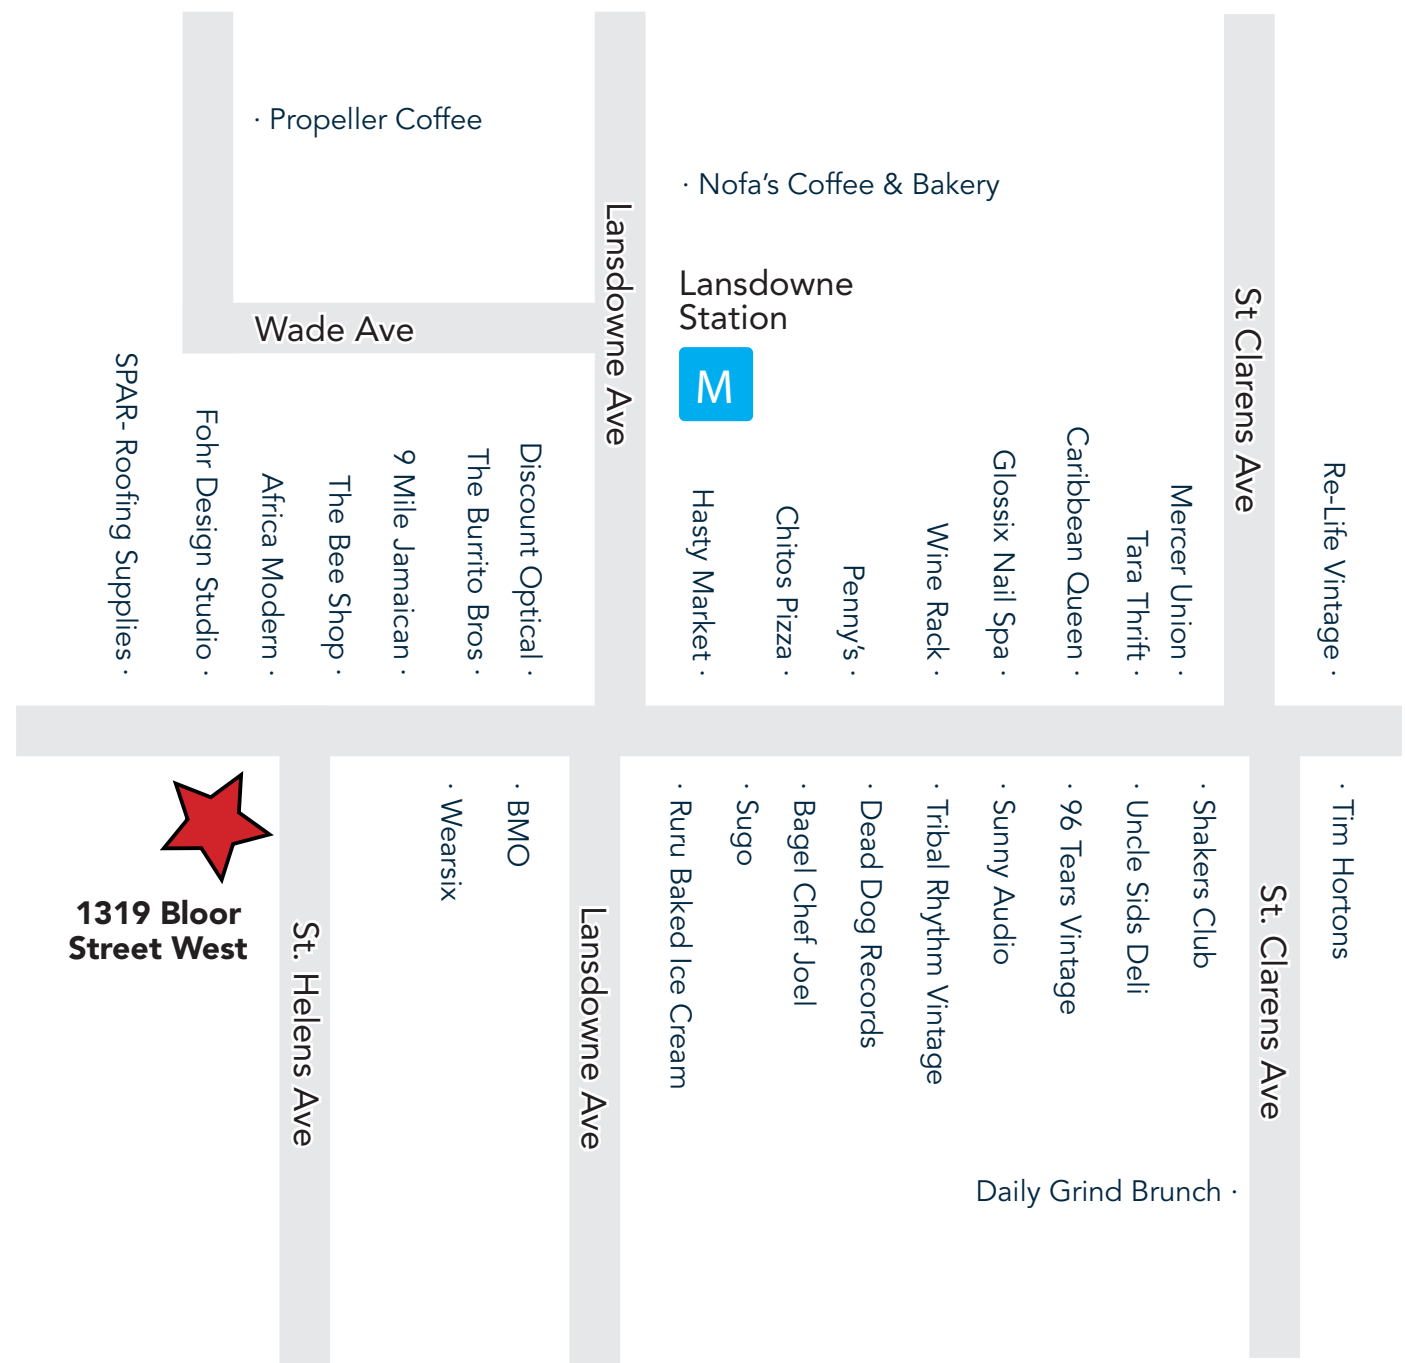 · Propeller Coffee
· Nofa's Coffee & Bakery
Lansdowne
Station
M
Wade Ave
Lansdowne Ave
St Clarens Ave
SPAR- Roofing Supplies ·
Fohr Design Studio ·
Africa Modern ·
The Bee Shop ·
9 Mile Jamaican ·
The Burrito Bros ·
Discount Optical ·
Hasty Market ·
Chitos Pizza ·
Penny's ·
Wine Rack ·
Glossix Nail Spa ·
Caribbean Queen ·
Tara Thrift ·
Mercer Union ·
Re-Life Vintage ·
1319 Bloor
Street West
St. Helens Ave
· Wearsix
· BMO
Lansdowne Ave
· Ruru Baked Ice Cream
· Sugo
· Bagel Chef Joel
· Dead Dog Records
· Tribal Rhythm Vintage
· Sunny Audio
· 96 Tears Vintage
· Uncle Sids Deli
· Shakers Club
St. Clarens Ave
· Tim Hortons
Daily Grind Brunch ·